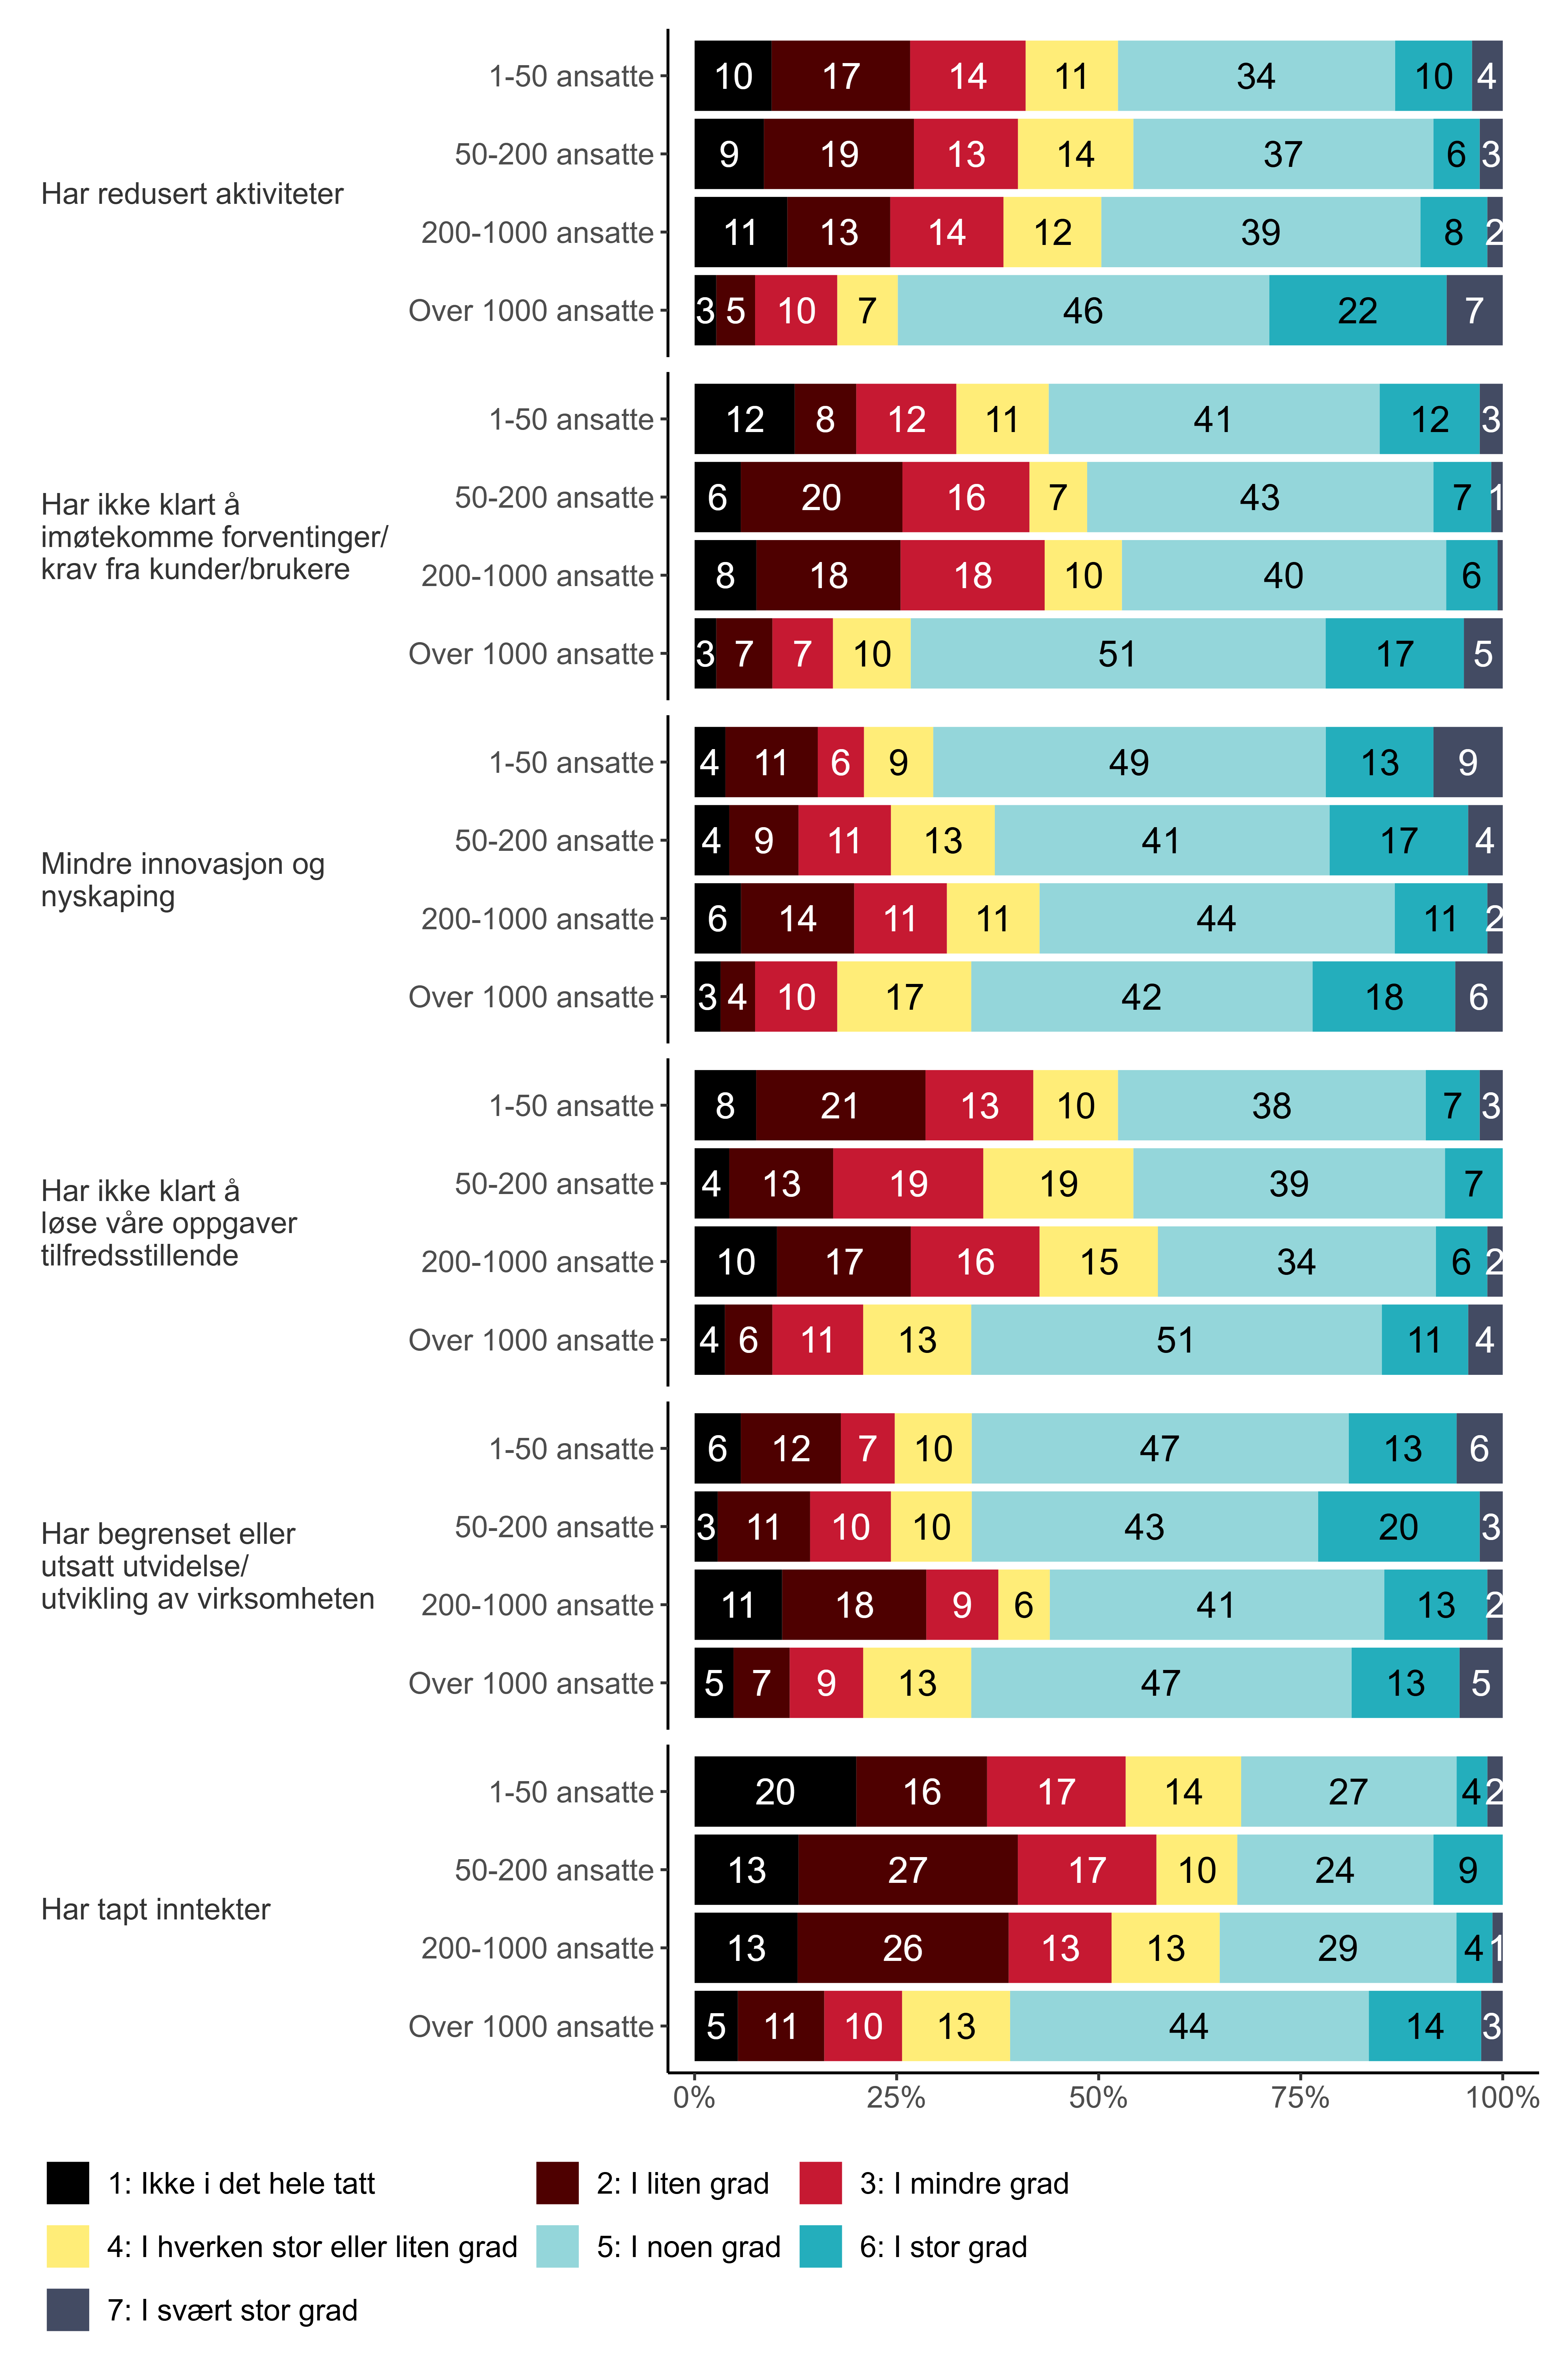 1-50 ansatte 10 17 14 11 34 10 4
50-200 ansatte 9 19 13 14 37 6 3
Har redusert aktiviteter
200-1000 ansatte 11 13 14 12 39 8 2
Over 1000 ansatte 3 5 10 7 46 22 7
1-50 ansatte 12 8 12 11 41 12 3
50-200 ansatte 6 20 16 7 43 7 1
Har ikke klart å
imøtekomme forventinger/
krav fra kunder/brukere
200-1000 ansatte 8 18 18 10 40 6
Over 1000 ansatte 3 7 7 10 51 17 5
1-50 ansatte 4 11 6 9 49 13 9
50-200 ansatte 4 9 11 13 41 17 4
Mindre innovasjon og
nyskaping
200-1000 ansatte 6 14 11 11 44 11 2
Over 1000 ansatte 3 4 10 17 42 18 6
1-50 ansatte 8 21 13 10 38 7 3
50-200 ansatte 4 13 19 19 39 7
Har ikke klart å
løse våre oppgaver
tilfredsstillende
200-1000 ansatte 10 17 16 15 34 6 2
Over 1000 ansatte 4 6 11 13 51 11 4
1-50 ansatte 6 12 7 10 47 13 6
50-200 ansatte 3 11 10 10 43 20 3
Har begrenset eller
utsatt utvidelse/
utvikling av virksomheten
200-1000 ansatte 11 18 9 6 41 13 2
Over 1000 ansatte 5 7 9 13 47 13 5
1-50 ansatte 20 16 17 14 27 4 2
50-200 ansatte 13 27 17 10 24 9
Har tapt inntekter
200-1000 ansatte 13 26 13 13 29 4 1
Over 1000 ansatte 5 11 10 13 44 14 3
0% 25% 50% 75% 100%
1: Ikke i det hele tatt 2: I liten grad 3: I mindre grad
4: I hverken stor eller liten grad 5: I noen grad 6: I stor grad
7: I svært stor grad